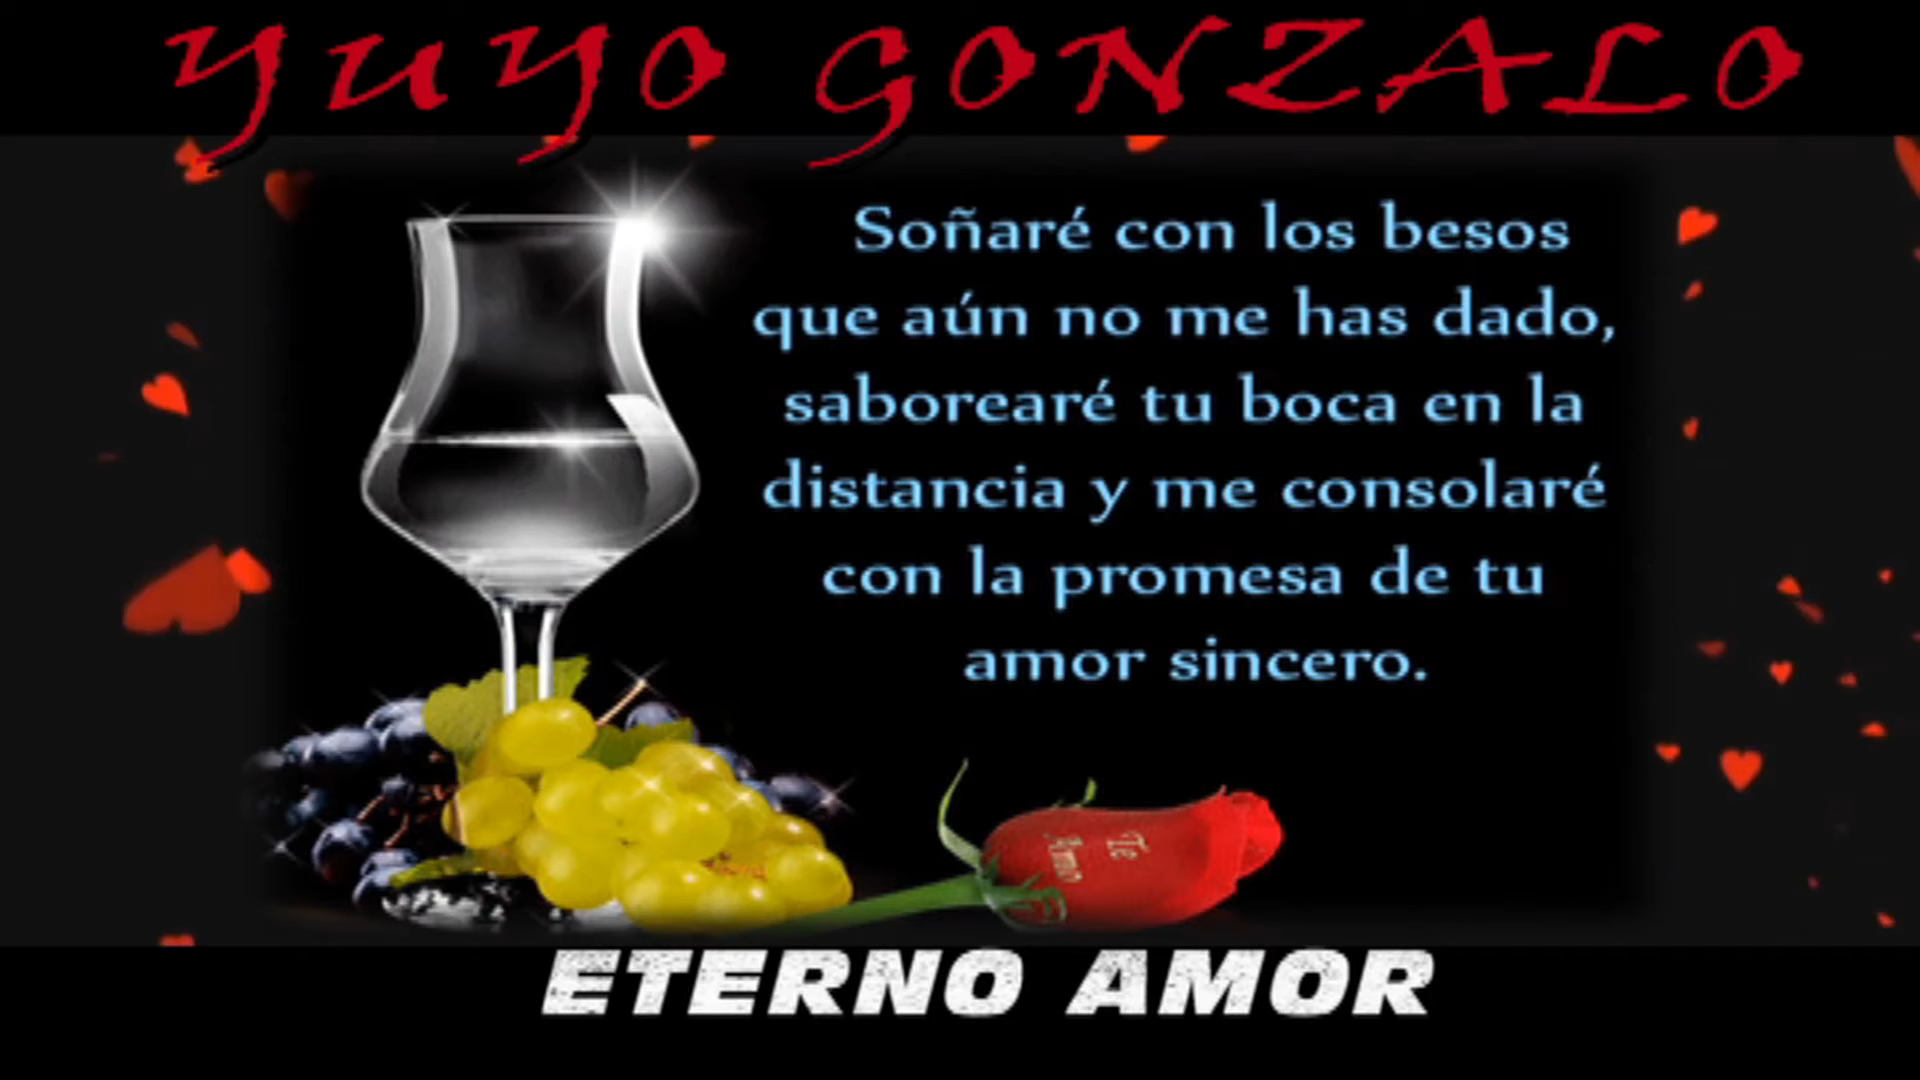 YUYO GONZALO
Soñaré con los besos
que aún no me has dado,
saborearé tu boca en la
distancia y me consolaré
con la promesa de tu
amor sincero.
Te
Amo
ETERNO AMOR